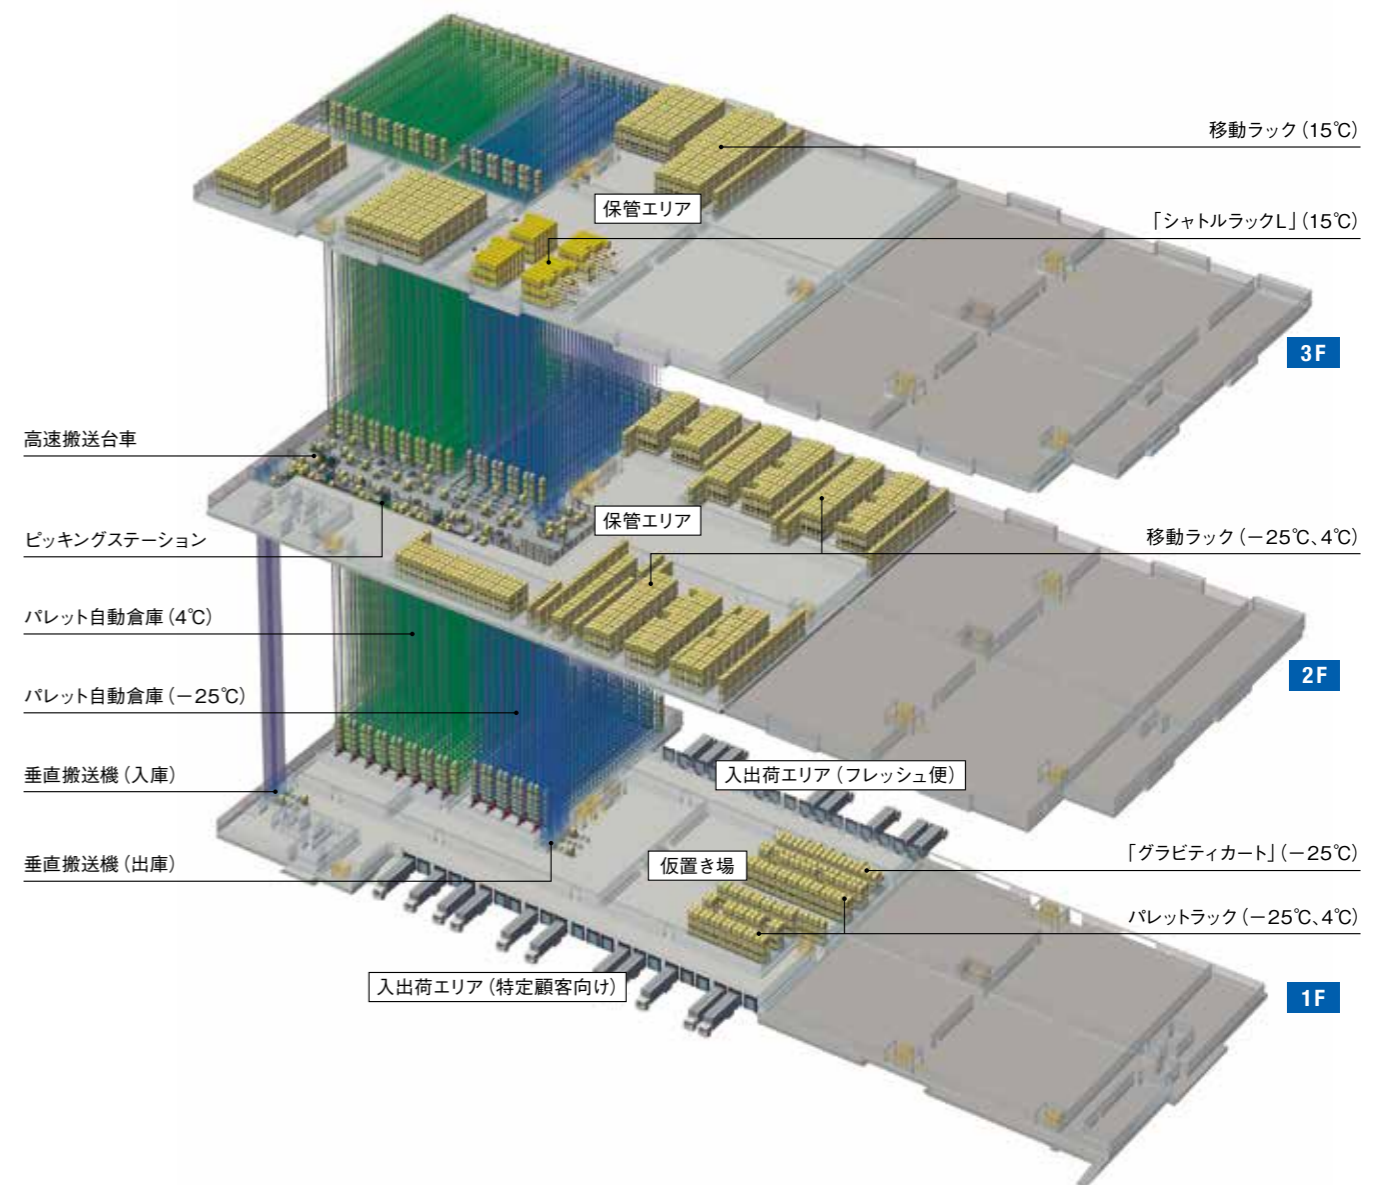 移動ラック(15℃)
保管エリア
「シャトルラックL」(15℃)
3F
高速搬送台車
保管エリア
ピッキングステーション
移動ラック(−25℃、4℃)
パレット自動倉庫(4℃)
2F
パレット自動倉庫(−25℃)
垂直搬送機(入庫)
入出荷エリア(フレッシュ便)
垂直搬送機(出庫)
仮置き場
「グラビティカート」(−25℃)
パレットラック(−25℃、4℃)
入出荷エリア(特定顧客向け)
1F